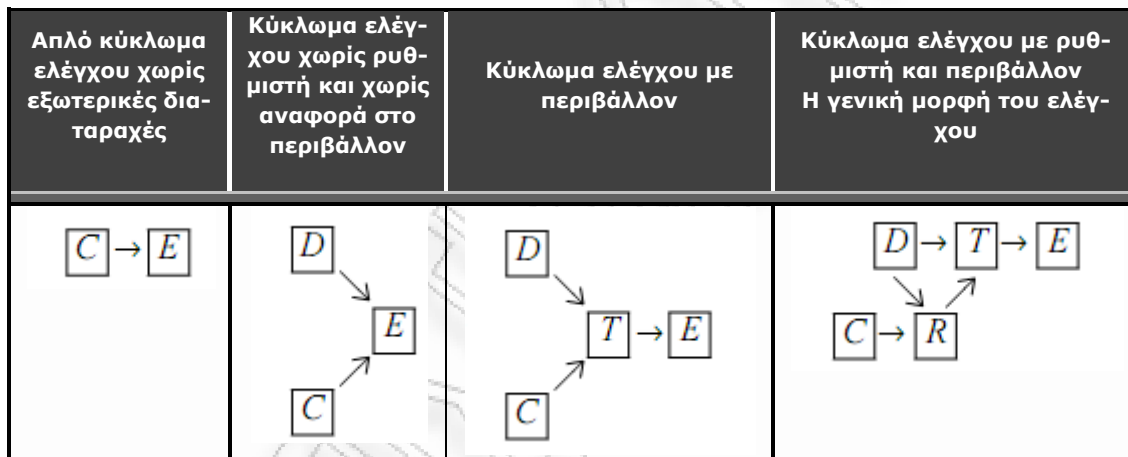 Απλό κύκλωμα
ελέγχου χωρίς
εξωτερικές δια-
ταραχές
Κύκλωμα ελέγ-
χου χωρίς ρυθ-
μιστή και χωρίς
αναφορά στο
περιβάλλον
Κύκλωμα ελέγχου με
περιβάλλον
Κύκλωμα ελέγχου με ρυθ-
μιστή και περιβάλλον
Η γενική μορφή του ελέγ-
χου
C → E
D
E
C
D
T → E
C
D → T → E
C → R